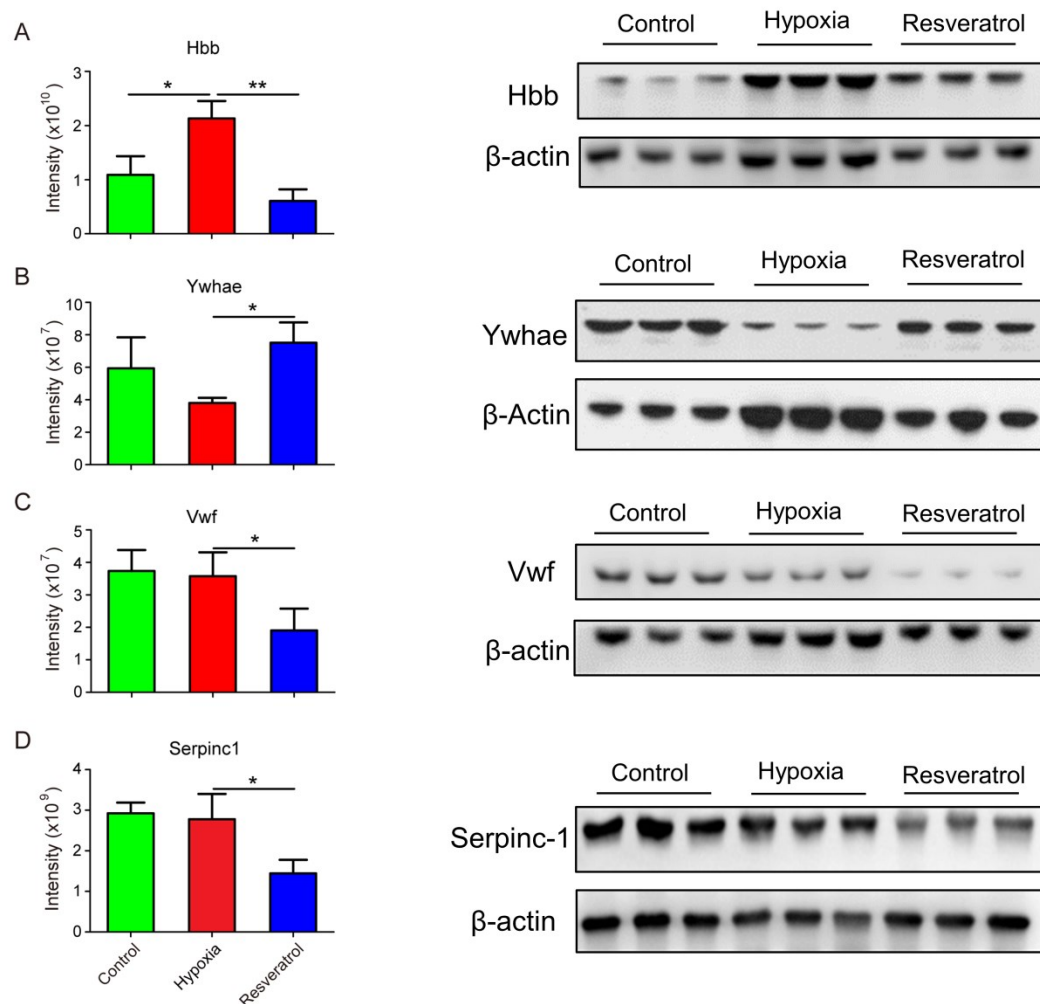 A
Hbb
Intensity (x10¹⁰)
3
2
1
0
*
**
Control Hypoxia Resveratrol
Hbb
β-actin
B
Ywhae
Intensity (x10⁷)
10
8
6
4
2
0
*
Control Hypoxia Resveratrol
Ywhae
β-Actin
C
Vwf
Intensity (x10⁷)
5
4
3
2
1
0
*
Control Hypoxia Resveratrol
Vwf
β-actin
D
Serpinc1
Intensity (x10⁹)
4
3
2
1
0
*
Control
Hypoxia
Resveratrol
Control Hypoxia Resveratrol
Serpinc-1
β-actin